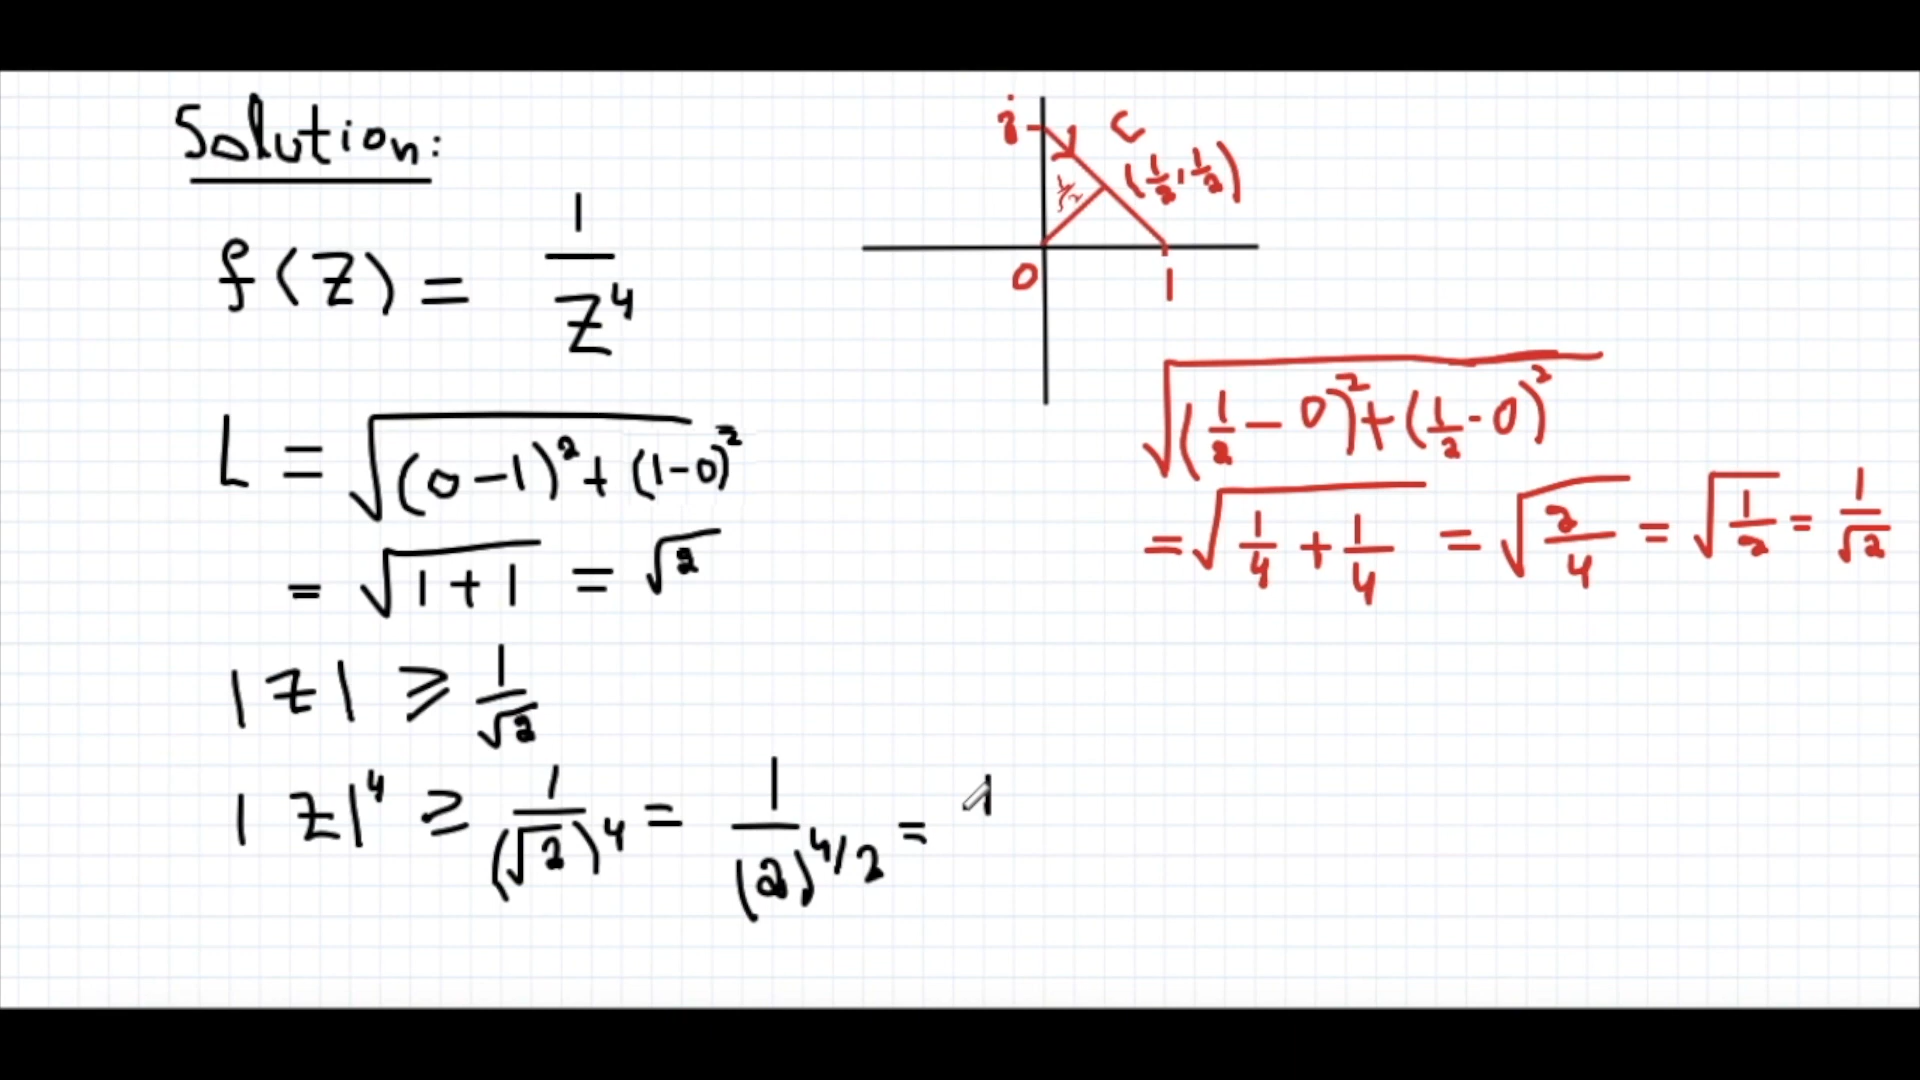 Solution:
f(z) = 1/z⁴
L = √((0-1)² + (1-0)²)
= √(1+1) = √2
|z| ≥ 1/√2
|z|⁴ ≥ 1/(√2)⁴ = 1/(2)^(4/2) = 1
i
C
(1/2, 1/2)
0
1
√((1/2 - 0)² + (1/2 - 0)²)
= √(1/4 + 1/4) = √(2/4) = √(1/2) = 1/√2